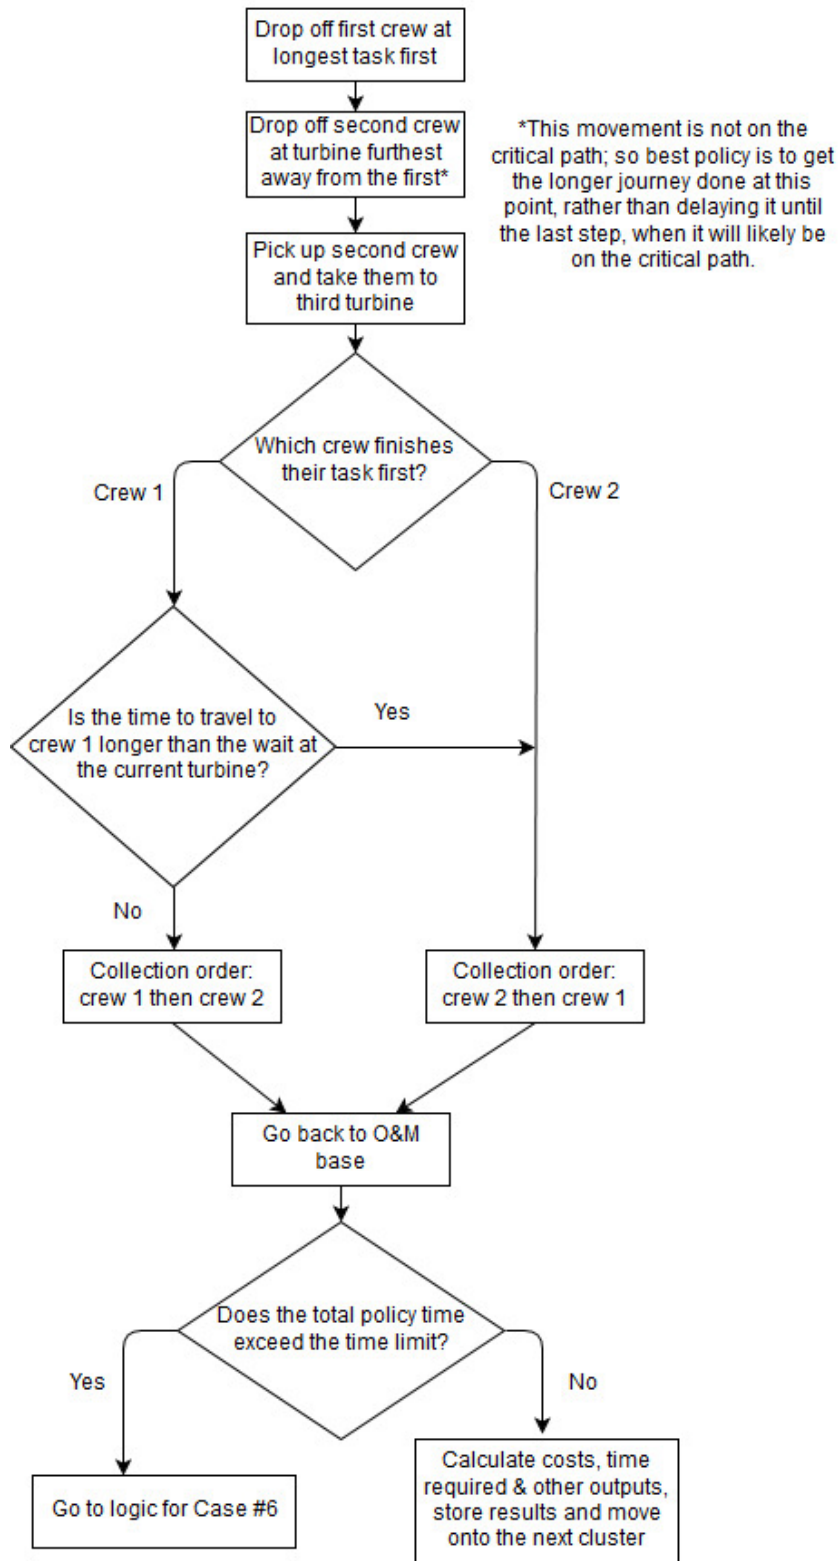 Drop off first crew at
longest task first
Drop off second crew
at turbine furthest
away from the first*
*This movement is not on the
critical path; so best policy is to get
the longer journey done at this
point, rather than delaying it until
the last step, when it will likely be
on the critical path.
Pick up second crew
and take them to
third turbine
Which crew finishes
their task first?
Crew 1
Crew 2
Is the time to travel to
crew 1 longer than the wait at
the current turbine?
Yes
No
Collection order:
crew 1 then crew 2
Collection order:
crew 2 then crew 1
Go back to O&M
base
Does the total policy time
exceed the time limit?
Yes
No
Go to logic for Case #6
Calculate costs, time
required & other outputs,
store results and move
onto the next cluster